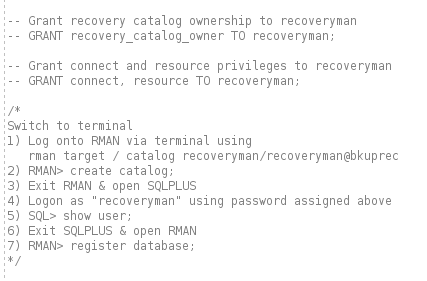 -- Grant recovery catalog ownership to recoveryman
-- GRANT recovery_catalog_owner TO recoveryman;
-- Grant connect and resource privileges to recoveryman
-- GRANT connect, resource TO recoveryman;
/*
Switch to terminal
1) Log onto RMAN via terminal using
rman target / catalog recoveryman/recoveryman@bkuprec
2) RMAN> create catalog;
3) Exit RMAN & open SQLPLUS
4) Logon as "recoveryman" using password assigned above
5) SQL> show user;
6) Exit SQLPLUS & open RMAN
7) RMAN> register database;
*/